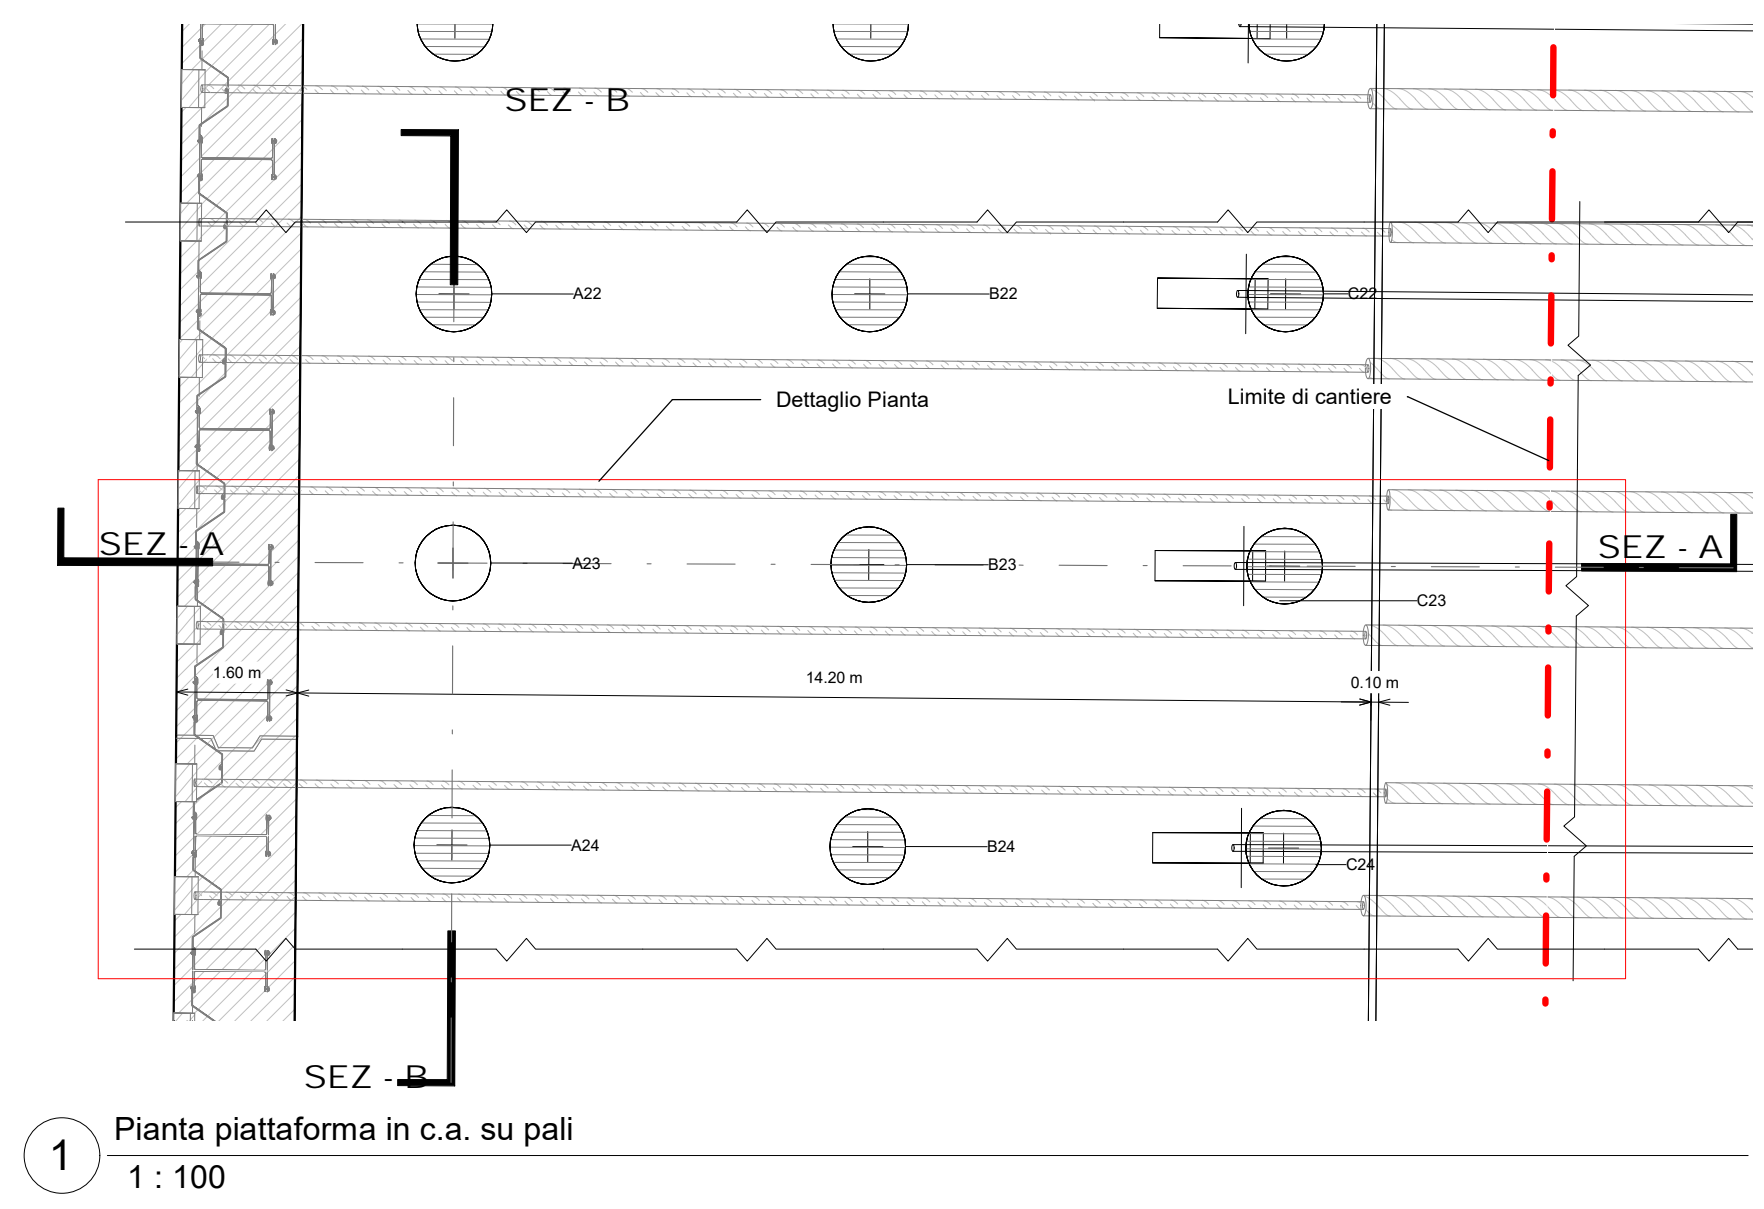 SEZ - B
A22
B22
C22
Dettaglio Pianta
Limite di cantiere
SEZ - A
SEZ - A
A23
B23
C23
1.60 m
14.20 m
0.10 m
A24
B24
C24
SEZ - B
1
Pianta piattaforma in c.a. su pali
1 : 100